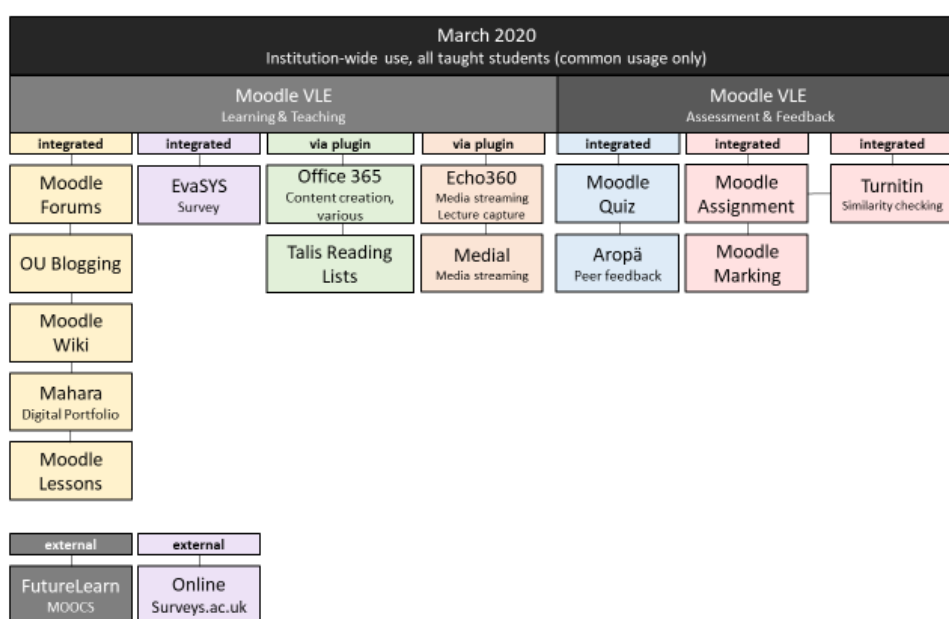 March 2020
Institution-wide use, all taught students (common usage only)
Moodle VLE
Learning & Teaching
Moodle VLE
Assessment & Feedback
integrated
integrated
via plugin
via plugin
integrated
integrated
integrated
Moodle
Forums
OU Blogging
Moodle
Wiki
Mahara
Digital Portfolio
Moodle
Lessons
EvaSYS
Survey
Office 365
Content creation,
various
Talis Reading
Lists
Echo360
Media streaming
Lecture capture
Medial
Media streaming
Moodle
Quiz
Aropä
Peer feedback
Moodle
Assignment
Moodle
Marking
Turnitin
Similarity checking
external
external
FutureLearn
MOOCS
Online
Surveys.ac.uk